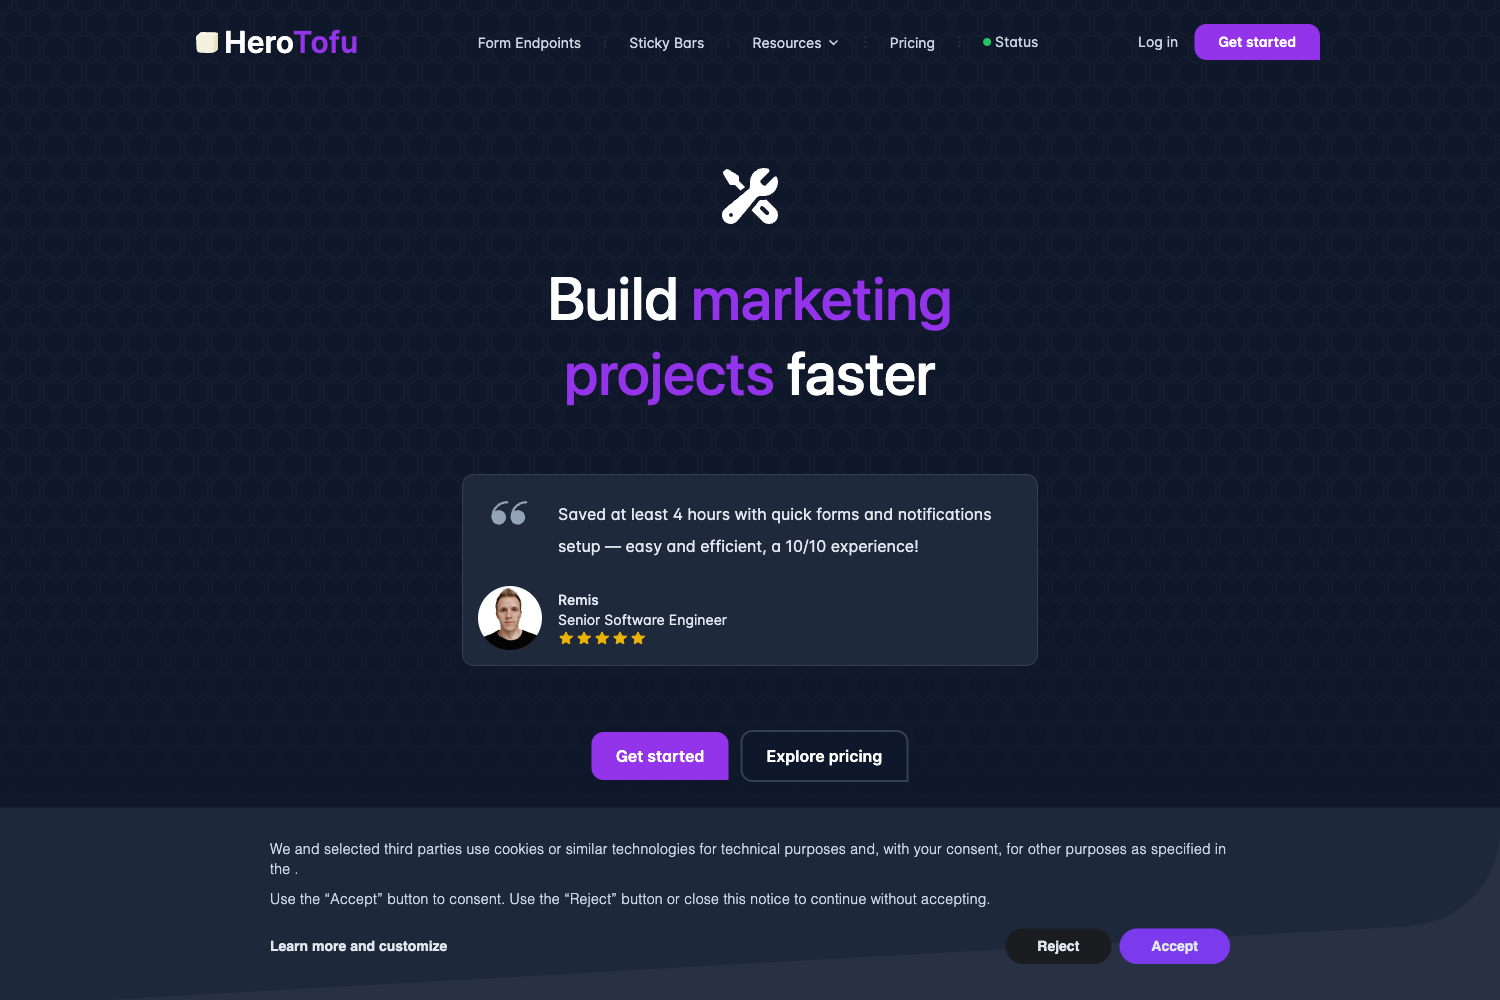 HeroTofu
Form Endpoints
Sticky Bars
Resources
Pricing
Status
Log in
Get started
Build marketing
projects faster
Saved at least 4 hours with quick forms and notifications
setup — easy and efficient, a 10/10 experience!
Remis
Senior Software Engineer
Get started
Explore pricing
We and selected third parties use cookies or similar technologies for technical purposes and, with your consent, for other purposes as specified in
the .
Use the “Accept” button to consent. Use the “Reject” button or close this notice to continue without accepting.
Learn more and customize
Reject
Accept